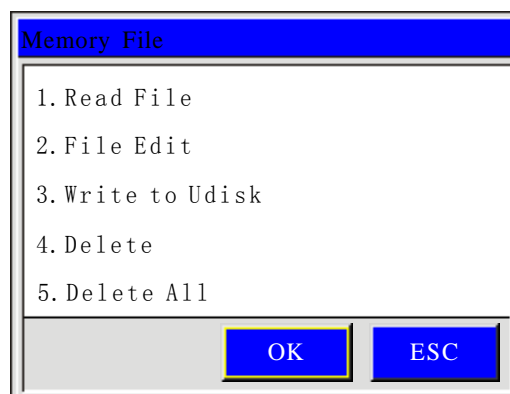 Memory File
1.Read File
2.File Edit
3.Write to Udisk
4.Delete
5.Delete All
OK ESC